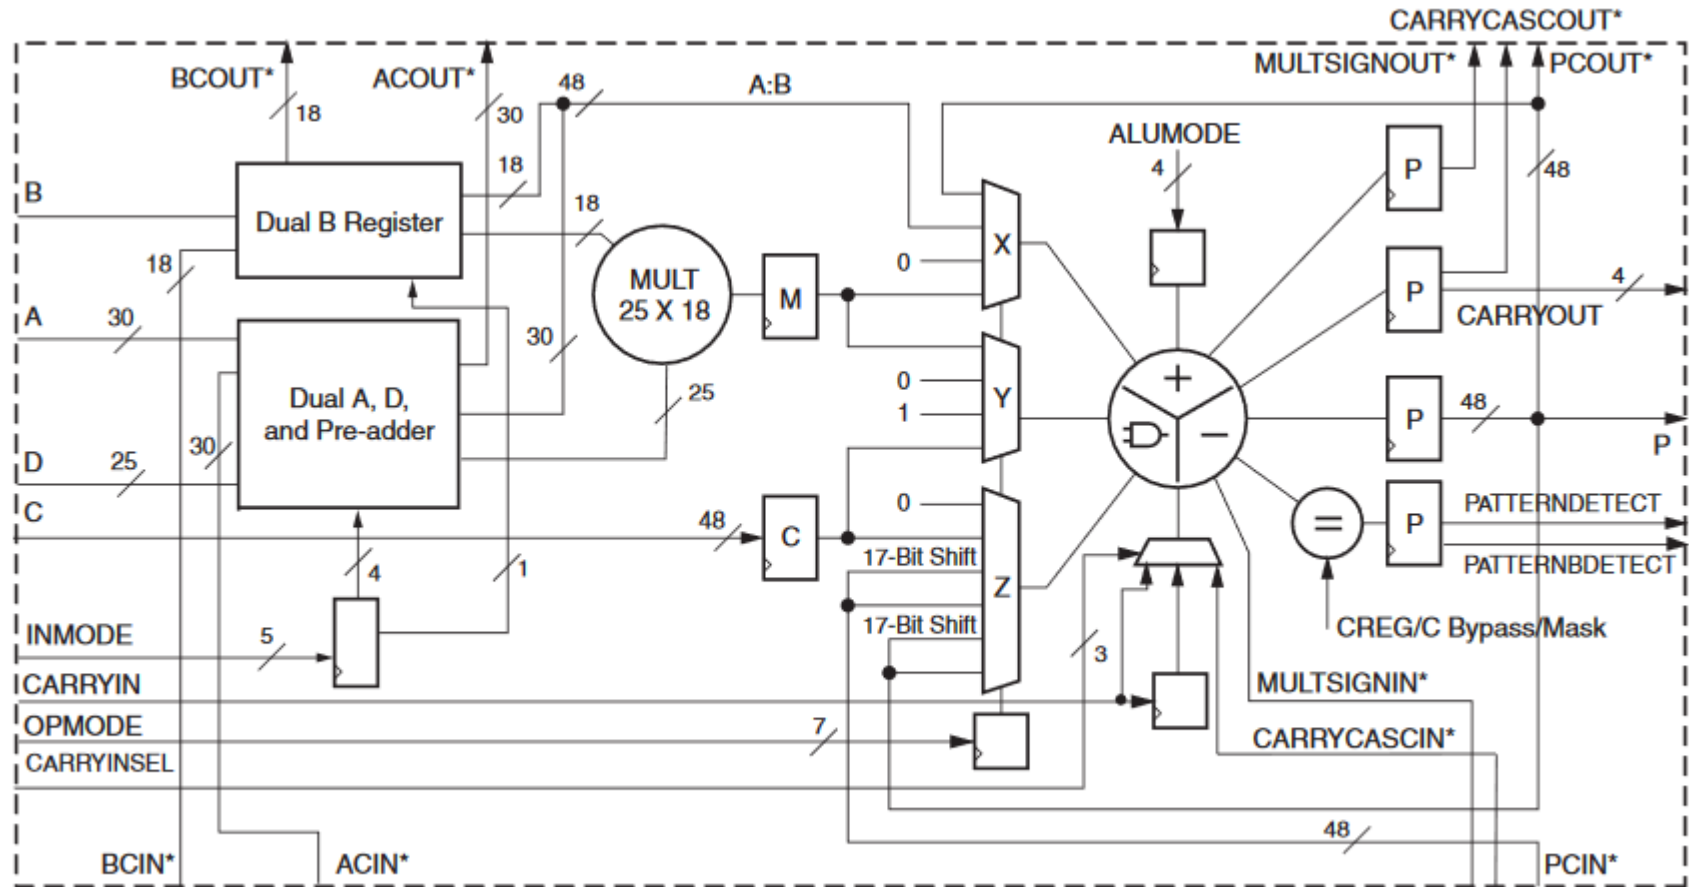 CARRYCASCOUT*
BCOUT*
ACOUT*
48
A:B
MULTSIGNOUT*
PCOUT*
18
30
ALUMODE
4
P
48
B
18
Dual B Register
18
X
0
18
MULT
25 X 18
M
P
4
CARRYOUT
A
30
30
Dual A, D,
and Pre-adder
25
0
1
Y
+
−
P
48
P
D
25
30
C
48
C
0
17-Bit Shift
Z
17-Bit Shift
=
P
PATTERNDETECT
PATTERNBDETECT
4
1
INMODE
5
3
CREG/C Bypass/Mask
CARRYIN
MULTSIGNIN*
OPMODE
7
CARRYCASCIN*
CARRYINSEL
48
BCIN*
ACIN*
PCIN*